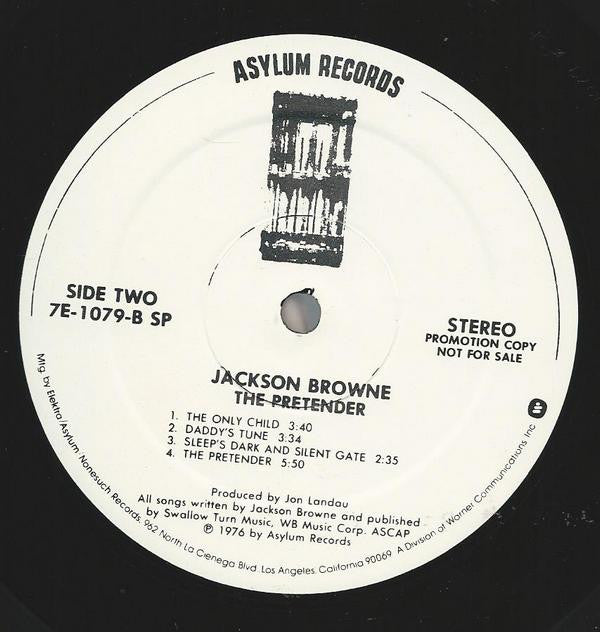 ASYLUM RECORDS
SIDE TWO
7E-1079-B SP
STEREO
PROMOTION COPY
NOT FOR SALE
JACKSON BROWNE
THE PRETENDER
1. THE ONLY CHILD 3:40
2. DADDY'S TUNE 3:34
3. SLEEP'S DARK AND SILENT GATE 2:35
4. THE PRETENDER 5:50
Produced by Jon Landau
All songs written by Jackson Browne and published
by Swallow Turn Music, WB Music Corp. ASCAP
℗ 1976 by Asylum Records
Mfg. by Elektra/Asylum/Nonesuch Records, 962 North La Cienega Blvd. Los Angeles, California 90069 A Division of Warner Communications Inc